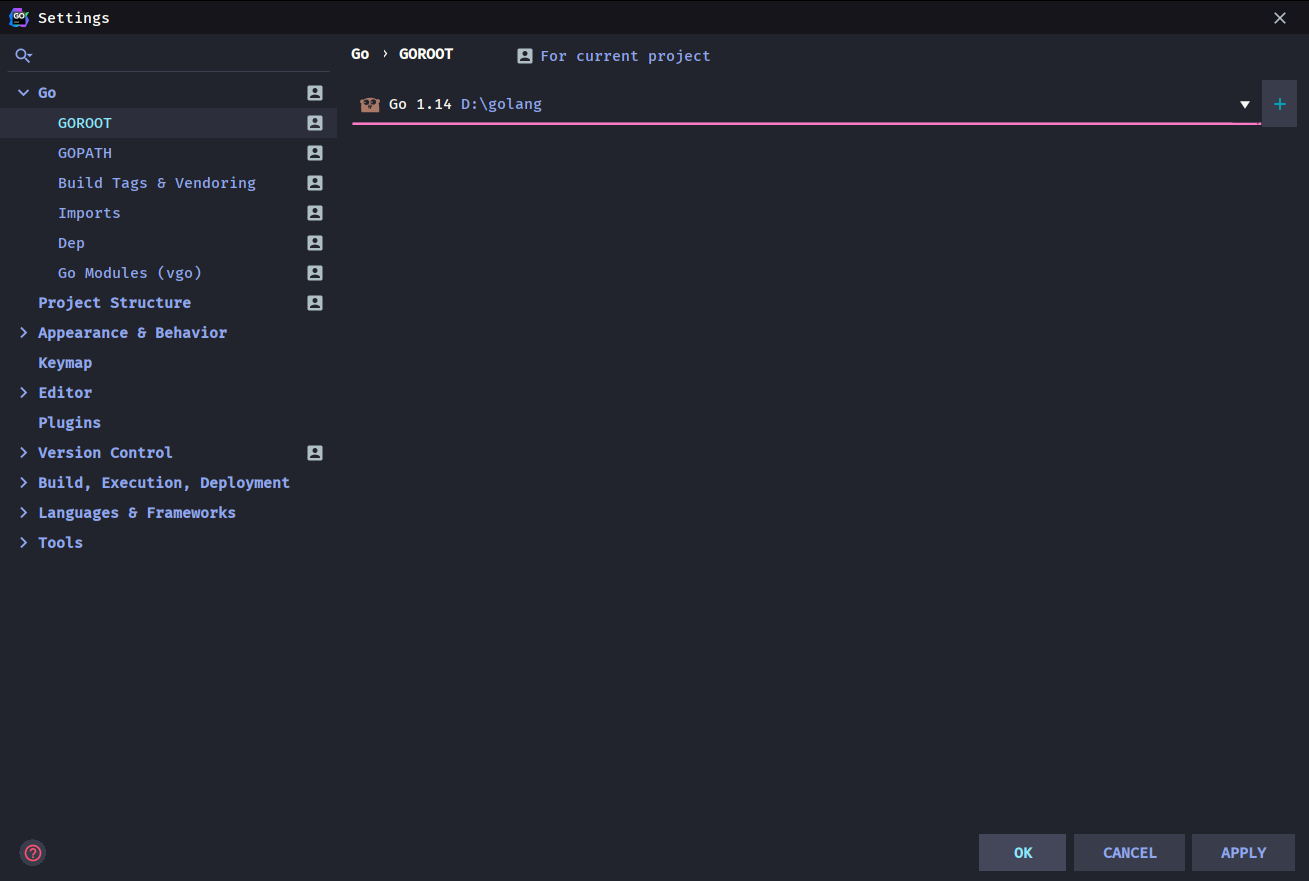 Settings
Go
GOROOT
GOPATH
Build Tags & Vendoring
Imports
Dep
Go Modules (vgo)
Project Structure
Appearance & Behavior
Keymap
Editor
Plugins
Version Control
Build, Execution, Deployment
Languages & Frameworks
Tools
Go › GOROOT For current project
Go 1.14 D:\golang
OK CANCEL APPLY